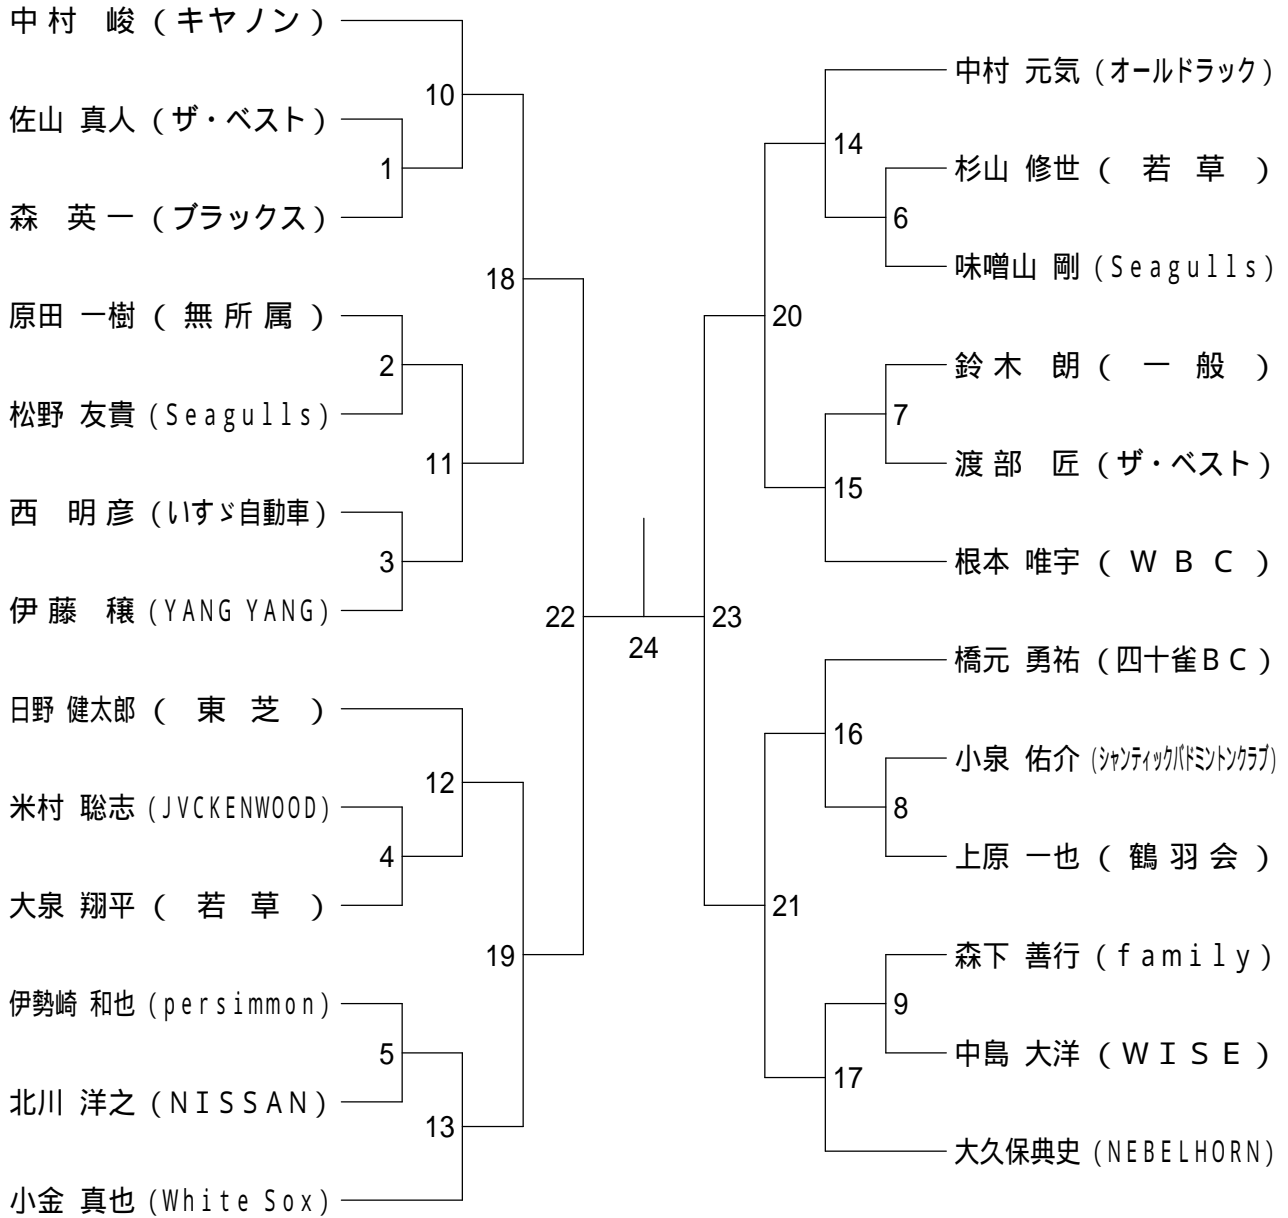 中村 峻 (キヤノン)
佐山 真人 (ザ・ベスト)
森 英一 (ブラックス)
原田 一樹 (無所属)
松野 友貴 (Seagulls)
西 明彦 (いすゞ自動車)
伊藤 穣 (YANG YANG)
日野 健太郎 (東芝)
米村 聡志 (JVCKENWOOD)
大泉 翔平 (若草)
伊勢崎 和也 (persimmon)
北川 洋之 (NISSAN)
小金 真也 (White Sox)
1
2
3
4
5
10
11
12
13
18
19
22
24
23
20
21
14
15
16
17
6
7
8
9
中村 元気 (オールドラック)
杉山 修世 (若草)
味噌山 剛 (Seagulls)
鈴木 朗 (一般)
渡部 匠 (ザ・ベスト)
根本 唯宇 (ＷＢＣ)
橋元 勇祐 (四十雀ＢＣ)
小泉 佑介 (シャンティックバドミントンクラブ)
上原 一也 (鶴羽会)
森下 善行 (family)
中島 大洋 (ＷＩＳＥ)
大久保典史 (NEBELHORN)